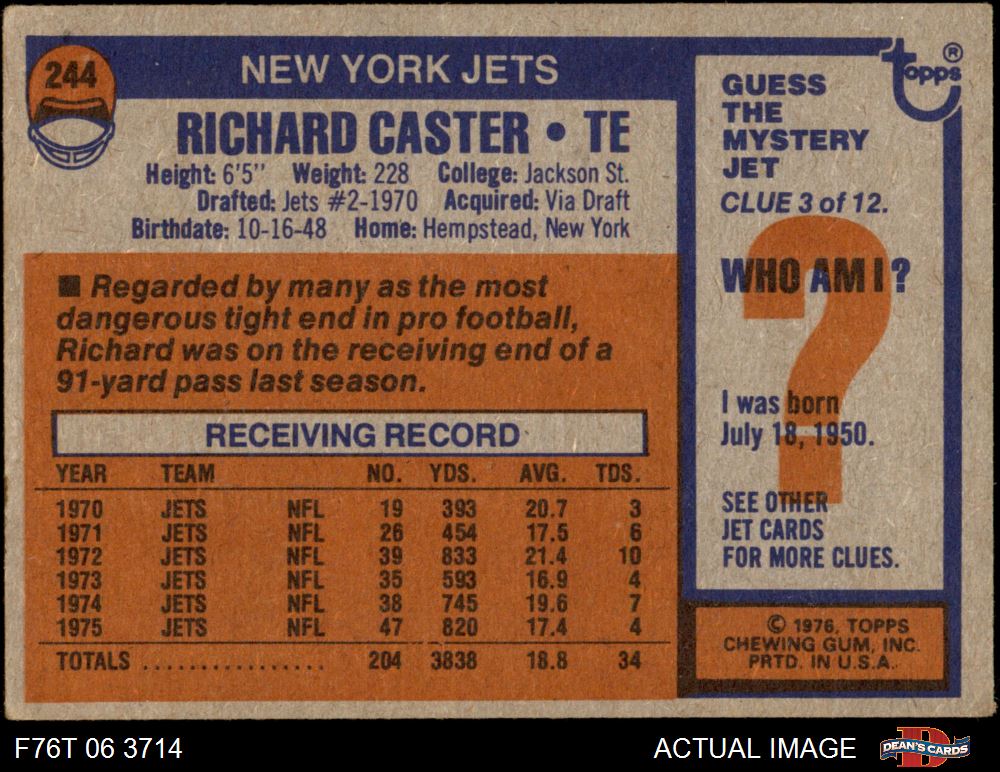 244
NEW YORK JETS
RICHARD CASTER • TE
Height: 6'5" Weight: 228 College: Jackson St.
Drafted: Jets #2-1970 Acquired: Via Draft
Birthdate: 10-16-48 Home: Hempstead, New York
■ Regarded by many as the most
dangerous tight end in pro football,
Richard was on the receiving end of a
91-yard pass last season.
RECEIVING RECORD
YEAR TEAM NO. YDS. AVG. TDS.
1970 JETS NFL 19 393 20.7 3
1971 JETS NFL 26 454 17.5 6
1972 JETS NFL 39 833 21.4 10
1973 JETS NFL 35 593 16.9 4
1974 JETS NFL 38 745 19.6 7
1975 JETS NFL 47 820 17.4 4
TOTALS ................ 204 3838 18.8 34
topps®
GUESS
THE
MYSTERY
JET
CLUE 3 of 12.
?
WHO AM I?
I was born
July 18, 1950.
SEE OTHER
JET CARDS
FOR MORE CLUES.
© 1976, TOPPS
CHEWING GUM, INC.
PRTD. IN U.S.A.
F76T 06 3714
ACTUAL IMAGE
D
DEAN'S CARDS